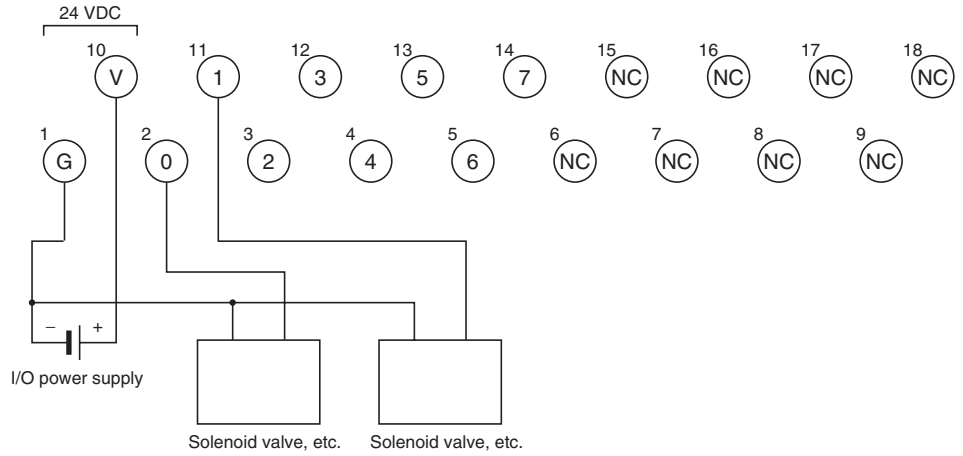 24 VDC
10 11 12 13 14 15 16 17 18
V 1 3 5 7 NC NC NC NC
1 2 3 4 5 6 7 8 9
G 0 2 4 6 NC NC NC NC
− +
I/O power supply
Solenoid valve, etc. Solenoid valve, etc.